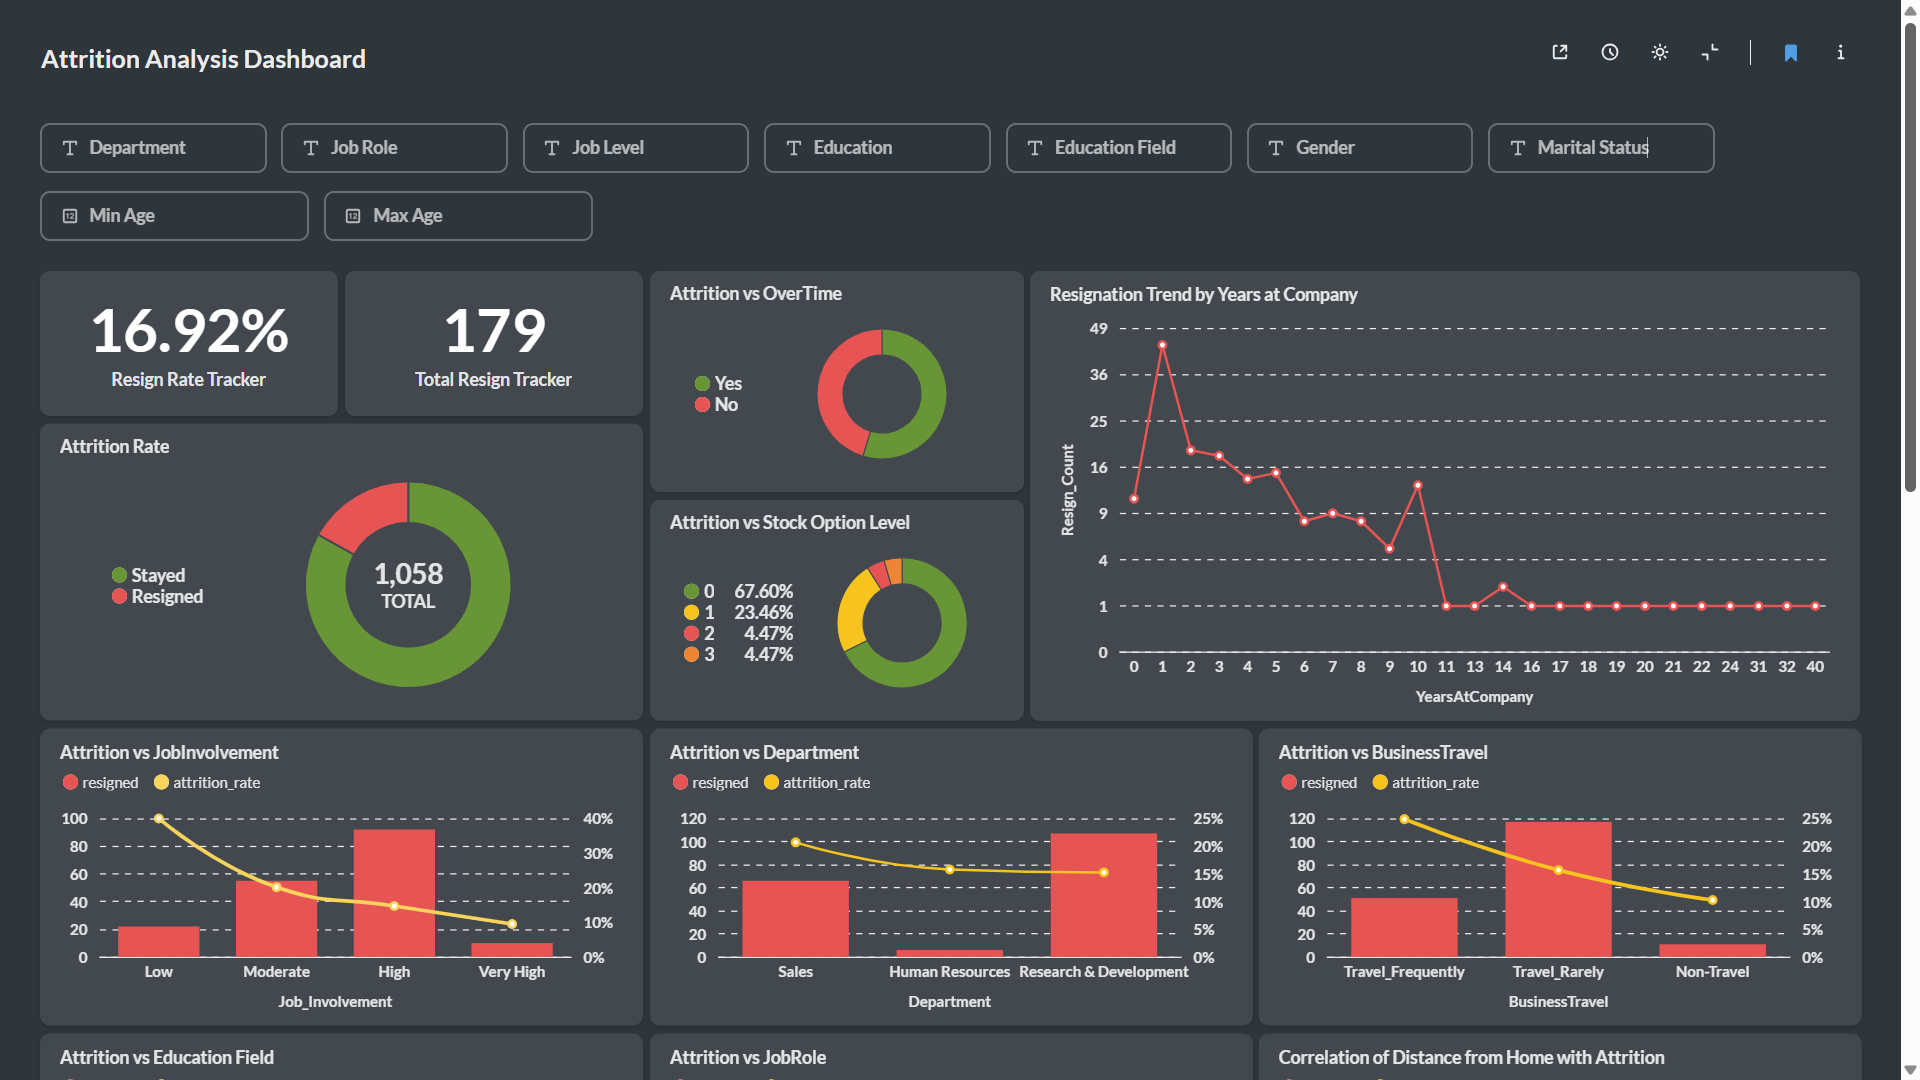 Attrition Analysis Dashboard
Department
Job Role
Job Level
Education
Education Field
Gender
Marital Status
Min Age
Max Age
16.92%
Resign Rate Tracker
179
Total Resign Tracker
Attrition vs OverTime
Yes
No
Resignation Trend by Years at Company
49
36
25
16
9
4
1
0
Resign_Count
0 1 2 3 4 5 6 7 8 9 10 11 13 14 16 17 18 19 20 21 22 24 31 32 40
YearsAtCompany
Attrition Rate
Stayed
Resigned
1,058
TOTAL
Attrition vs Stock Option Level
0 67.60%
1 23.46%
2 4.47%
3 4.47%
Attrition vs JobInvolvement
resigned attrition_rate
100
80
60
40
20
0
40%
30%
20%
10%
0%
Low Moderate High Very High
Job_Involvement
Attrition vs Department
resigned attrition_rate
120
100
80
60
40
20
0
25%
20%
15%
10%
5%
0%
Sales Human Resources Research & Development
Department
Attrition vs BusinessTravel
resigned attrition_rate
120
100
80
60
40
20
0
25%
20%
15%
10%
5%
0%
Travel_Frequently Travel_Rarely Non-Travel
BusinessTravel
Attrition vs Education Field
Attrition vs JobRole
Correlation of Distance from Home with Attrition